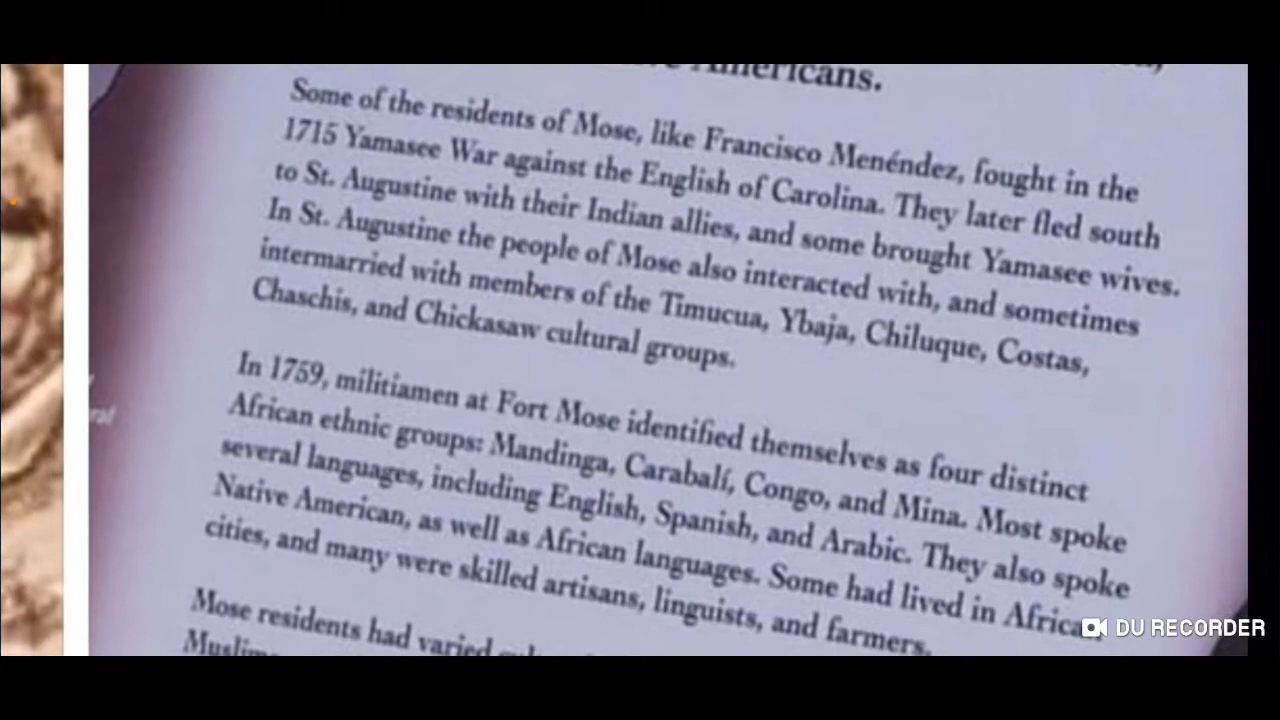 Americans.
Some of the residents of Mose, like Francisco Menéndez, fought in the
1715 Yamasee War against the English of Carolina. They later fled south
to St. Augustine with their Indian allies, and some brought Yamasee wives.
In St. Augustine the people of Mose also interacted with, and sometimes
intermarried with members of the Timucua, Ybaja, Chiluque, Costas,
Chaschis, and Chickasaw cultural groups.
In 1759, militiamen at Fort Mose identified themselves as four distinct
African ethnic groups: Mandinga, Carabalí, Congo, and Mina. Most spoke
several languages, including English, Spanish, and Arabic. They also spoke
Native American, as well as African languages. Some had lived in African
cities, and many were skilled artisans, linguists, and farmers.
Mose residents had varied
DU RECORDER